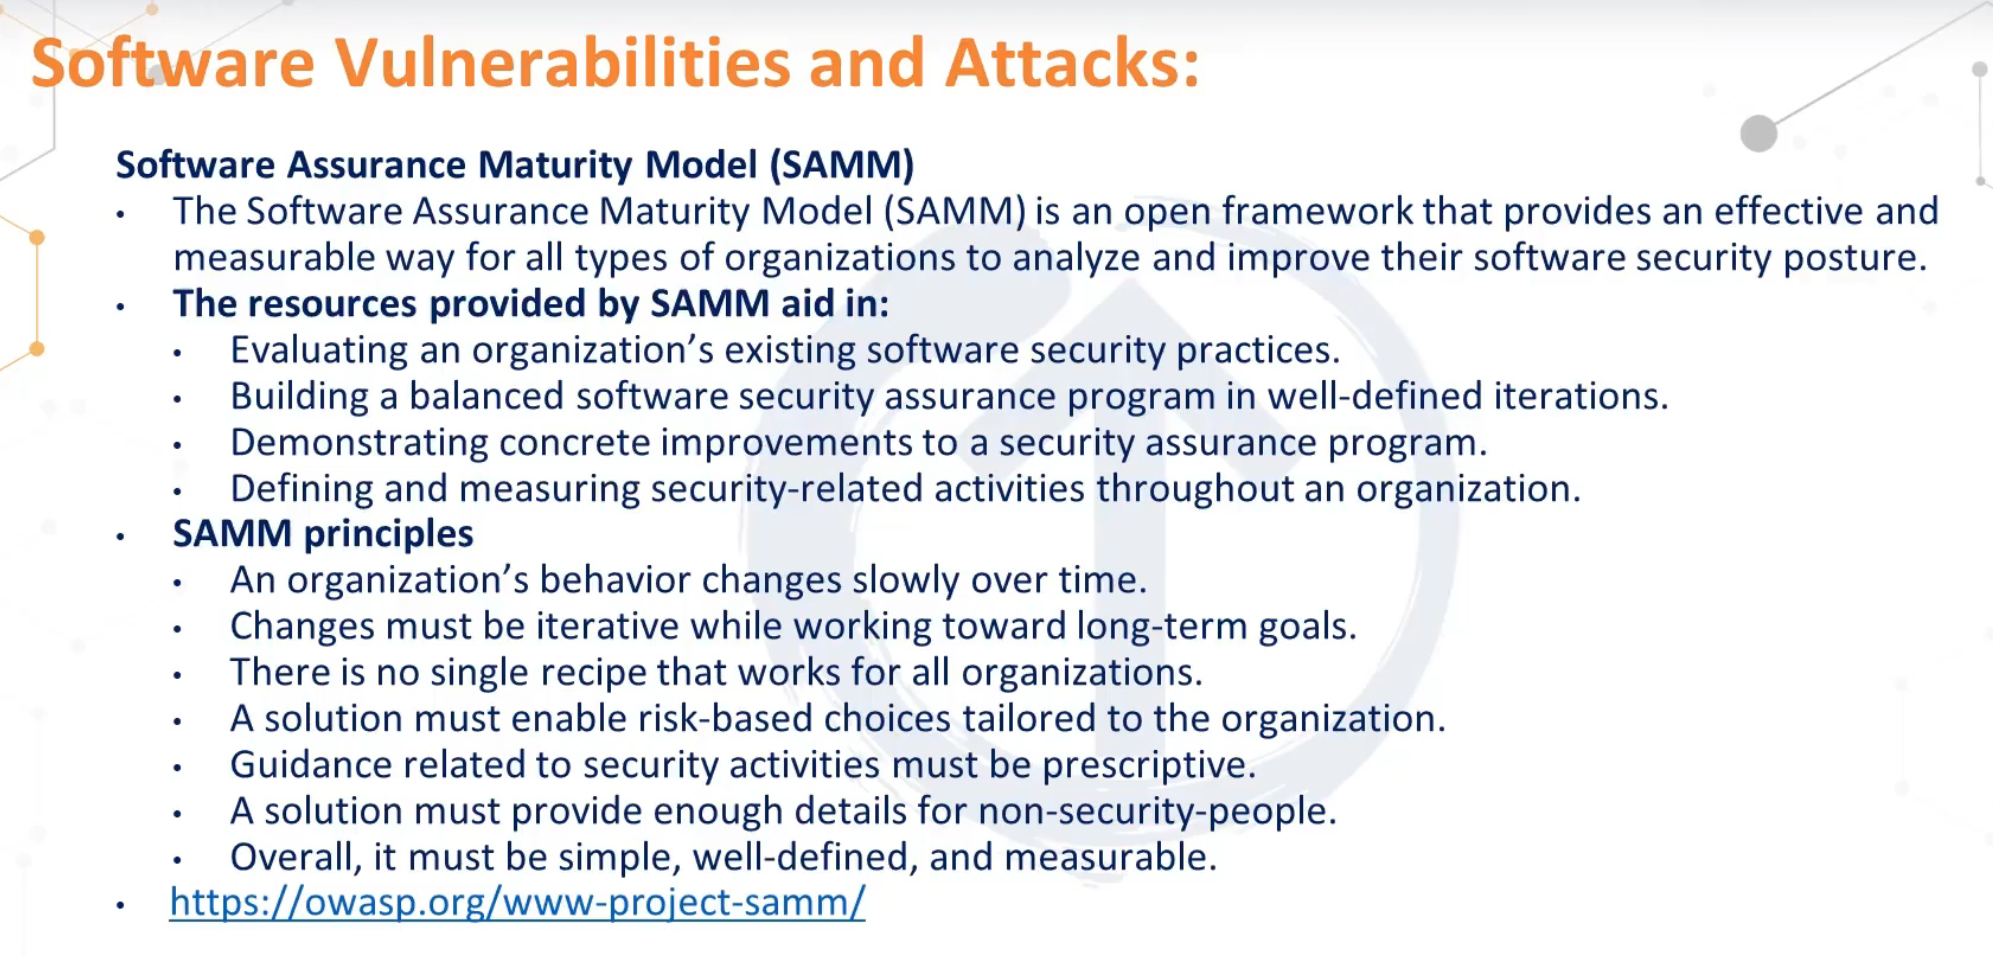 Software Vulnerabilities and Attacks:
Software Assurance Maturity Model (SAMM)
• The Software Assurance Maturity Model (SAMM) is an open framework that provides an effective and
measurable way for all types of organizations to analyze and improve their software security posture.
• The resources provided by SAMM aid in:
• Evaluating an organization’s existing software security practices.
• Building a balanced software security assurance program in well-defined iterations.
• Demonstrating concrete improvements to a security assurance program.
• Defining and measuring security-related activities throughout an organization.
• SAMM principles
• An organization’s behavior changes slowly over time.
• Changes must be iterative while working toward long-term goals.
• There is no single recipe that works for all organizations.
• A solution must enable risk-based choices tailored to the organization.
• Guidance related to security activities must be prescriptive.
• A solution must provide enough details for non-security-people.
• Overall, it must be simple, well-defined, and measurable.
• https://owasp.org/www-project-samm/